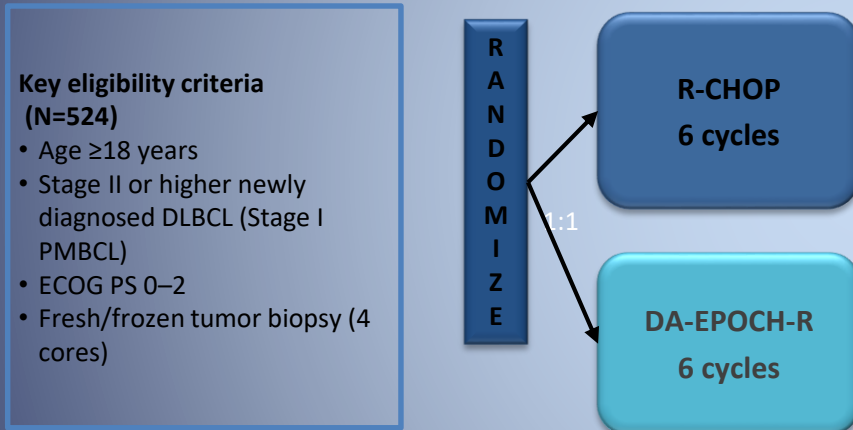 Key eligibility criteria
(N=524)
• Age ≥18 years
• Stage II or higher newly
diagnosed DLBCL (Stage I
PMBCL)
• ECOG PS 0–2
• Fresh/frozen tumor biopsy (4
cores)
R
A
N
D
O
M
I
Z
E
1:1
R-CHOP
6 cycles
DA-EPOCH-R
6 cycles